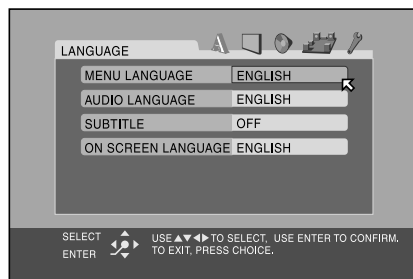 LANGUAGE
MENU LANGUAGE ENGLISH
AUDIO LANGUAGE ENGLISH
SUBTITLE OFF
ON SCREEN LANGUAGE ENGLISH
SELECT
ENTER
USE ▲▼◀▶ TO SELECT, USE ENTER TO CONFIRM.
TO EXIT, PRESS CHOICE.